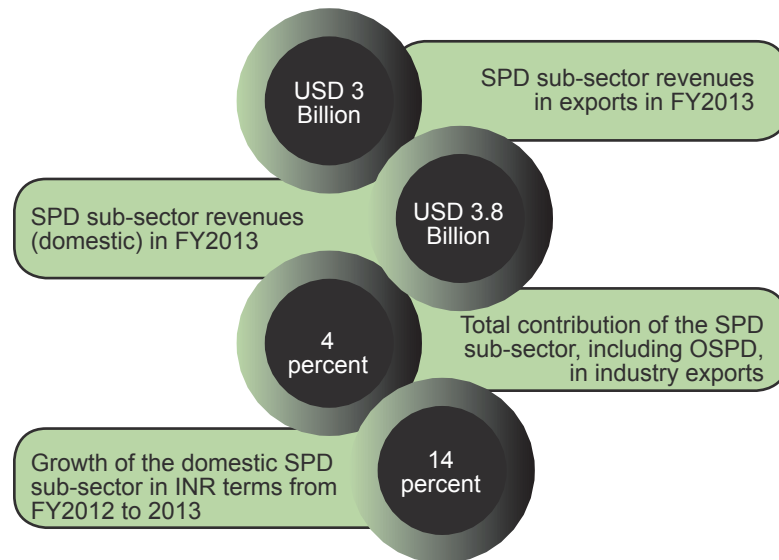 USD 3
Billion
SPD sub-sector revenues
in exports in FY2013
SPD sub-sector revenues
(domestic) in FY2013
USD 3.8
Billion
4
percent
Total contribution of the SPD
sub-sector, including OSPD,
in industry exports
Growth of the domestic SPD
sub-sector in INR terms from
FY2012 to 2013
14
percent